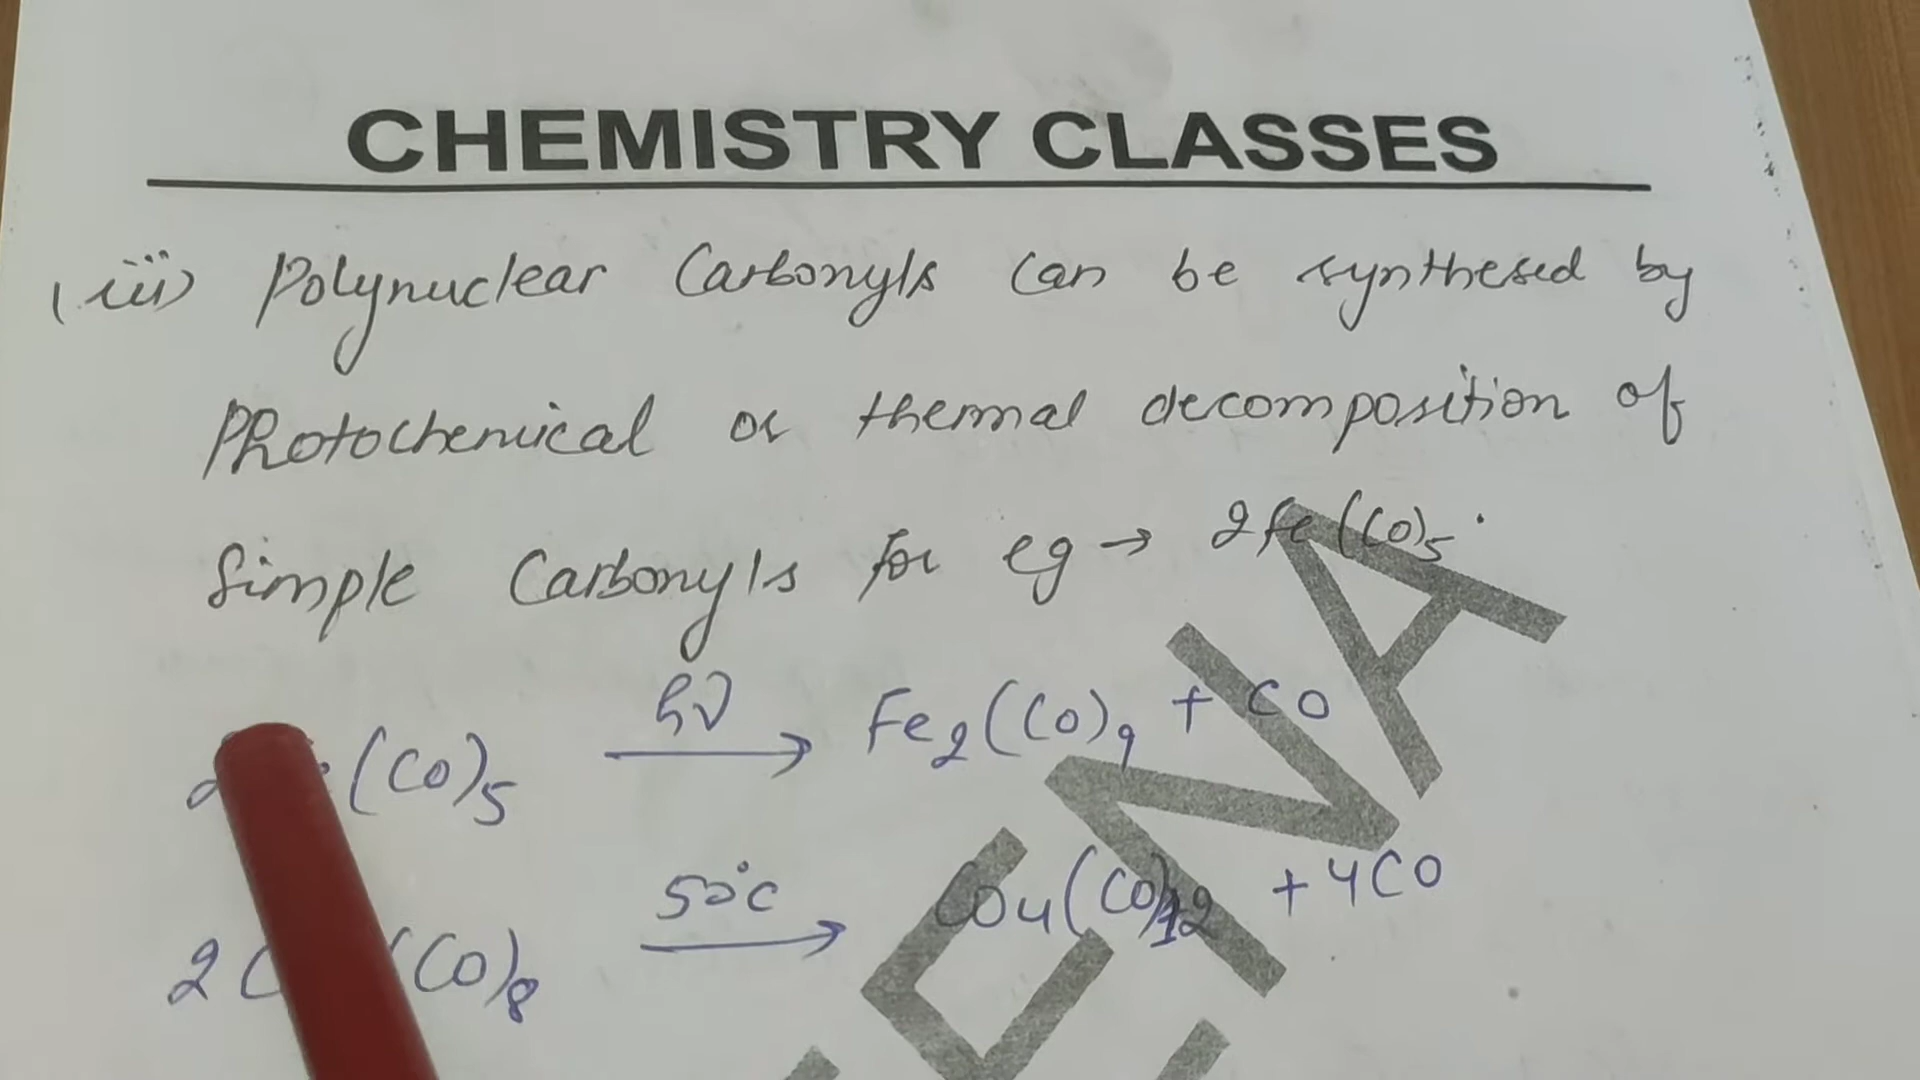 CHEMISTRY CLASSES
(iii) Polynuclear Carbonyls can be synthesed by
Photochemical or thermal decomposition of
Simple Carbonyls for eg → 2Fe(CO)5.
2 (CO)5 hν → Fe2(CO)9 + CO
2C (CO)8 50°C → Co4(CO)12 + 4CO